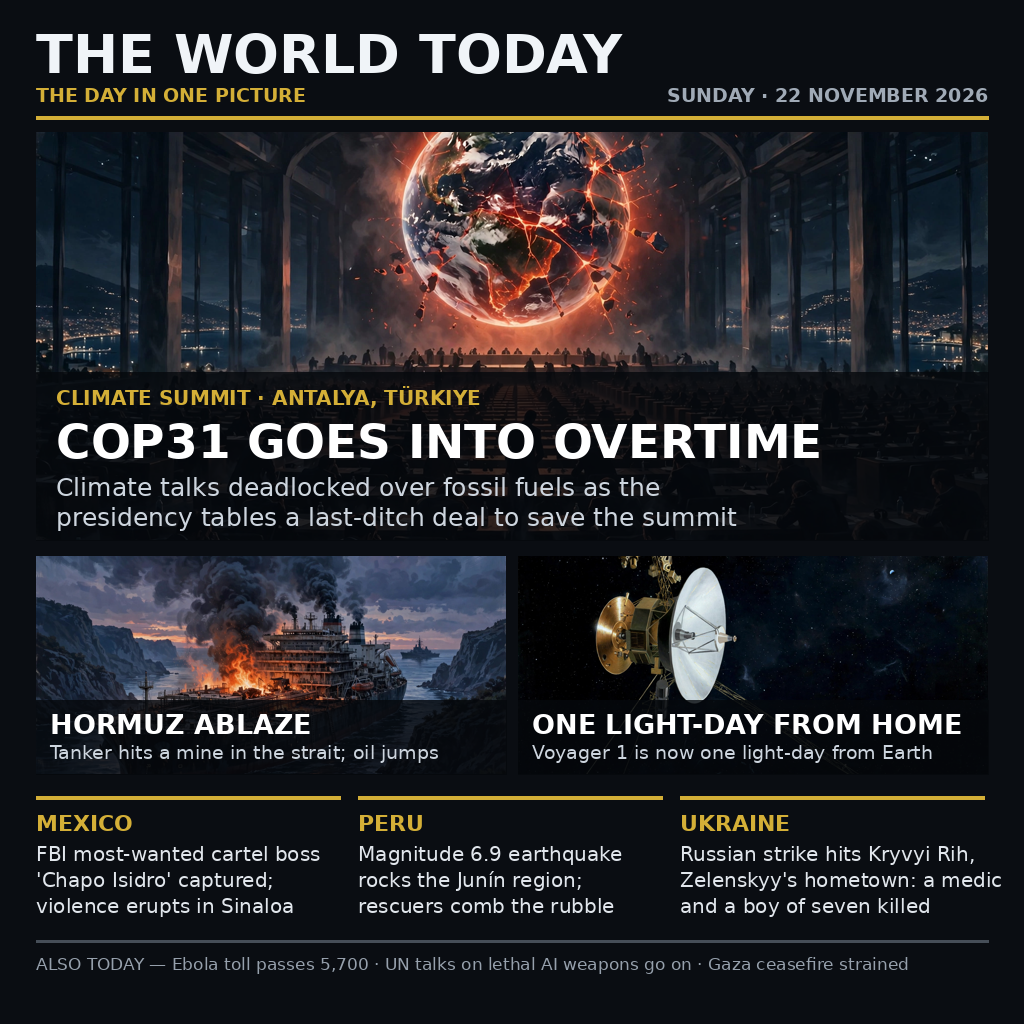 THE WORLD TODAY
THE DAY IN ONE PICTURE
SUNDAY · 22 NOVEMBER 2026
CLIMATE SUMMIT · ANTALYA, TÜRKIYE
COP31 GOES INTO OVERTIME
Climate talks deadlocked over fossil fuels as the
presidency tables a last-ditch deal to save the summit
HORMUZ ABLAZE
Tanker hits a mine in the strait; oil jumps
ONE LIGHT-DAY FROM HOME
Voyager 1 is now one light-day from Earth
MEXICO
FBI most-wanted cartel boss
'Chapo Isidro' captured;
violence erupts in Sinaloa
PERU
Magnitude 6.9 earthquake
rocks the Junín region;
rescuers comb the rubble
UKRAINE
Russian strike hits Kryvyi Rih,
Zelenskyy's hometown: a medic
and a boy of seven killed
ALSO TODAY — Ebola toll passes 5,700 · UN talks on lethal AI weapons go on · Gaza ceasefire strained